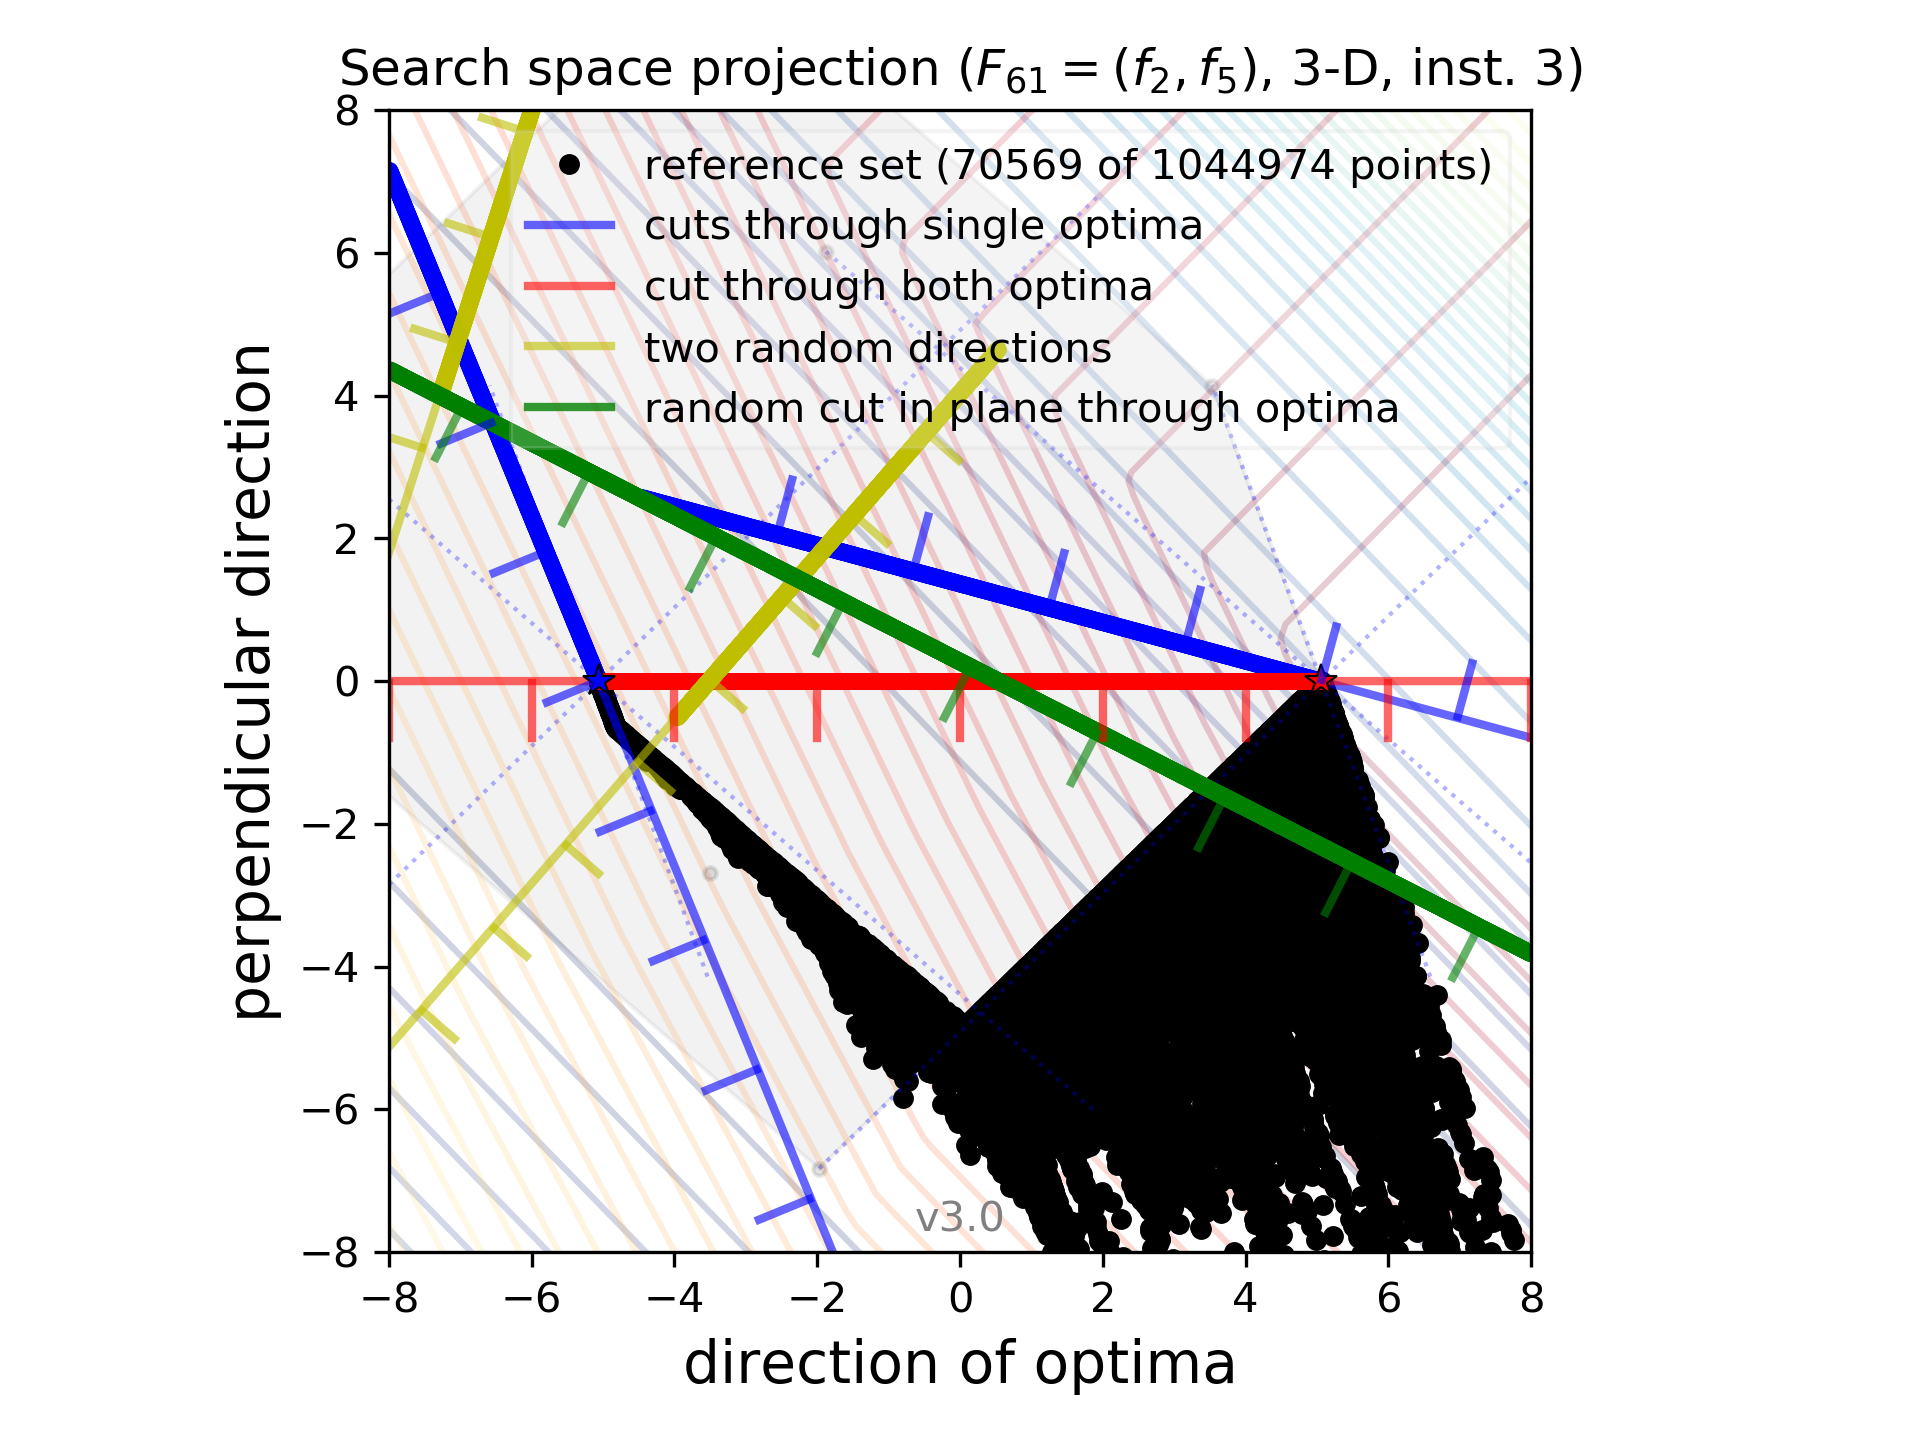 Search space projection (F₆₁ = (f₂, f₅), 3-D, inst. 3)
reference set (70569 of 1044974 points)
cuts through single optima
cut through both optima
two random directions
random cut in plane through optima
8
6
4
2
0
−2
−4
−6
−8
perpendicular direction
v3.0
−8 −6 −4 −2 0 2 4 6 8
direction of optima